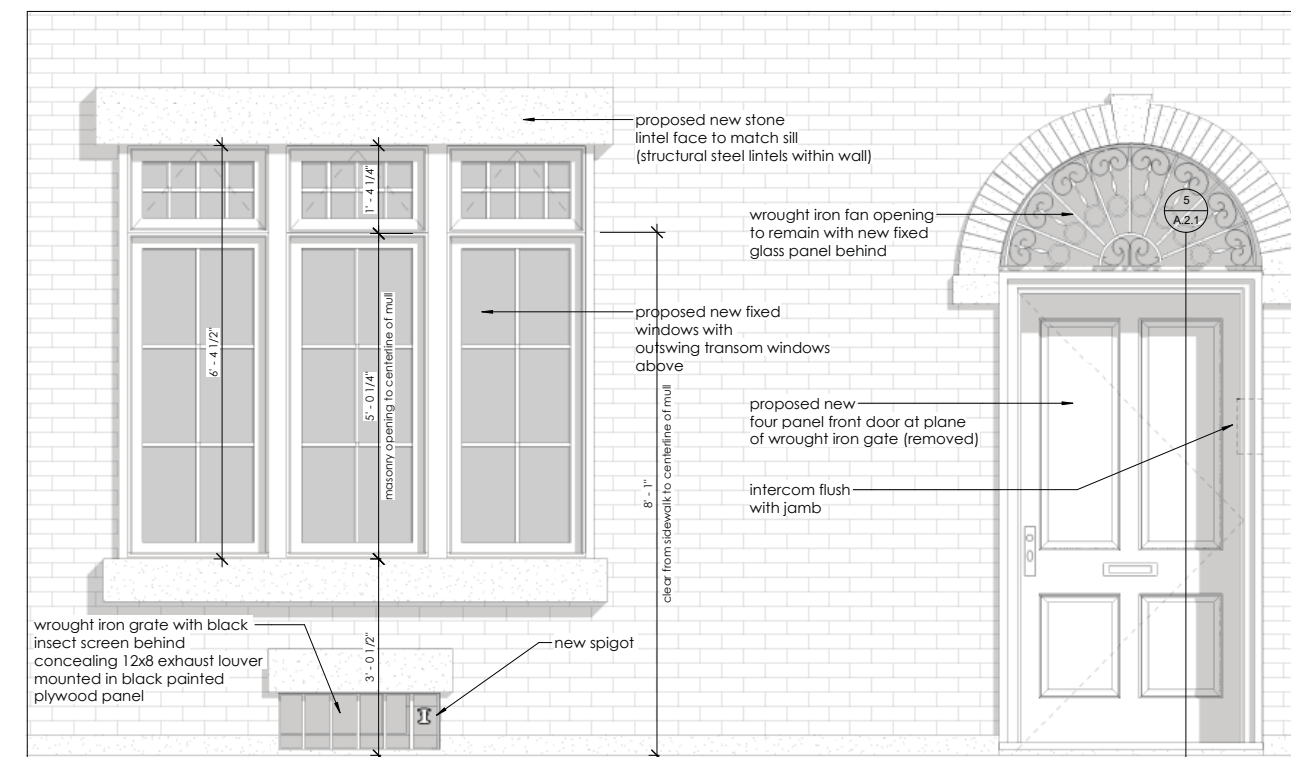 proposed new stone
lintel face to match sill
(structural steel lintels within wall)
1' - 4 1/4"
5
A.2.1
wrought iron fan opening
to remain with new fixed
glass panel behind
proposed new fixed
windows with
outswing transom windows
above
6' - 4 1/2"
5' - 0 1/4"
masonry opening to centerline of mull
proposed new
four panel front door at plane
of wrought iron gate (removed)
8' - 1"
clear from sidewalk to centerline of mull
intercom flush
with jamb
wrought iron grate with black
insect screen behind
concealing 12x8 exhaust louver
mounted in black painted
plywood panel
3' - 0 1/2"
new spigot